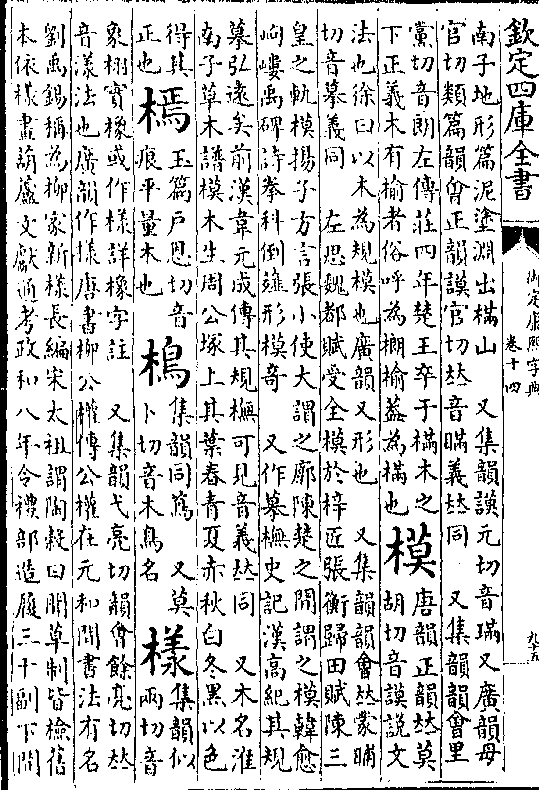 欽定四庫全書
御定康熙字典
卷十四
九十五
南子地形篇泥塗淵出樠山 又集韻謨元切音璊又廣韻母
官切類篇韻會正韻謨官切𠀤音瞞義𠀤同 又集韻韻會里
黨切音朗左傳莊四年楚王卒于樠木之
下正義木有榆者俗呼為樃榆葢為樠也
模
唐韻正韻𠀤莫
胡切音謨說文
法也徐曰以木為規模也廣韻又形也 又集韻韻會𠀤蒙晡
切音摹義同 左思魏都賦受全模於梓匠張衡歸田賦陳三
皇之軌模揚子方言張小使大謂之廓陳楚之間謂之模韓愈
岣嶁禹碑詩拳科倒薤形模奇 又作摹橅史記漢高紀其規
摹弘遠矣前漢韋元成傳其規橅可見音義𠀤同 又木名淮
南子草木譜模木生周公塚上其葉春青夏赤秋白冬黑以色
得其
正也
玉篇戶恩切音
痕平量木也
樢
集韻同蔦 又莫
卜切音木鳥名
樣
集韻似
兩切音
象栩實橡或作樣詳橡字註 又集韻弋亮切韻會餘亮切𠀤
音漾法也廣韻作㨾唐書柳公權傳公權在元和間書法有名
劉禹錫稱為柳家新樣長編宋太祖謂陶穀曰聞草制皆檢舊
本依樣畫葫蘆文獻通考政和八年令禮部造履三十副下開